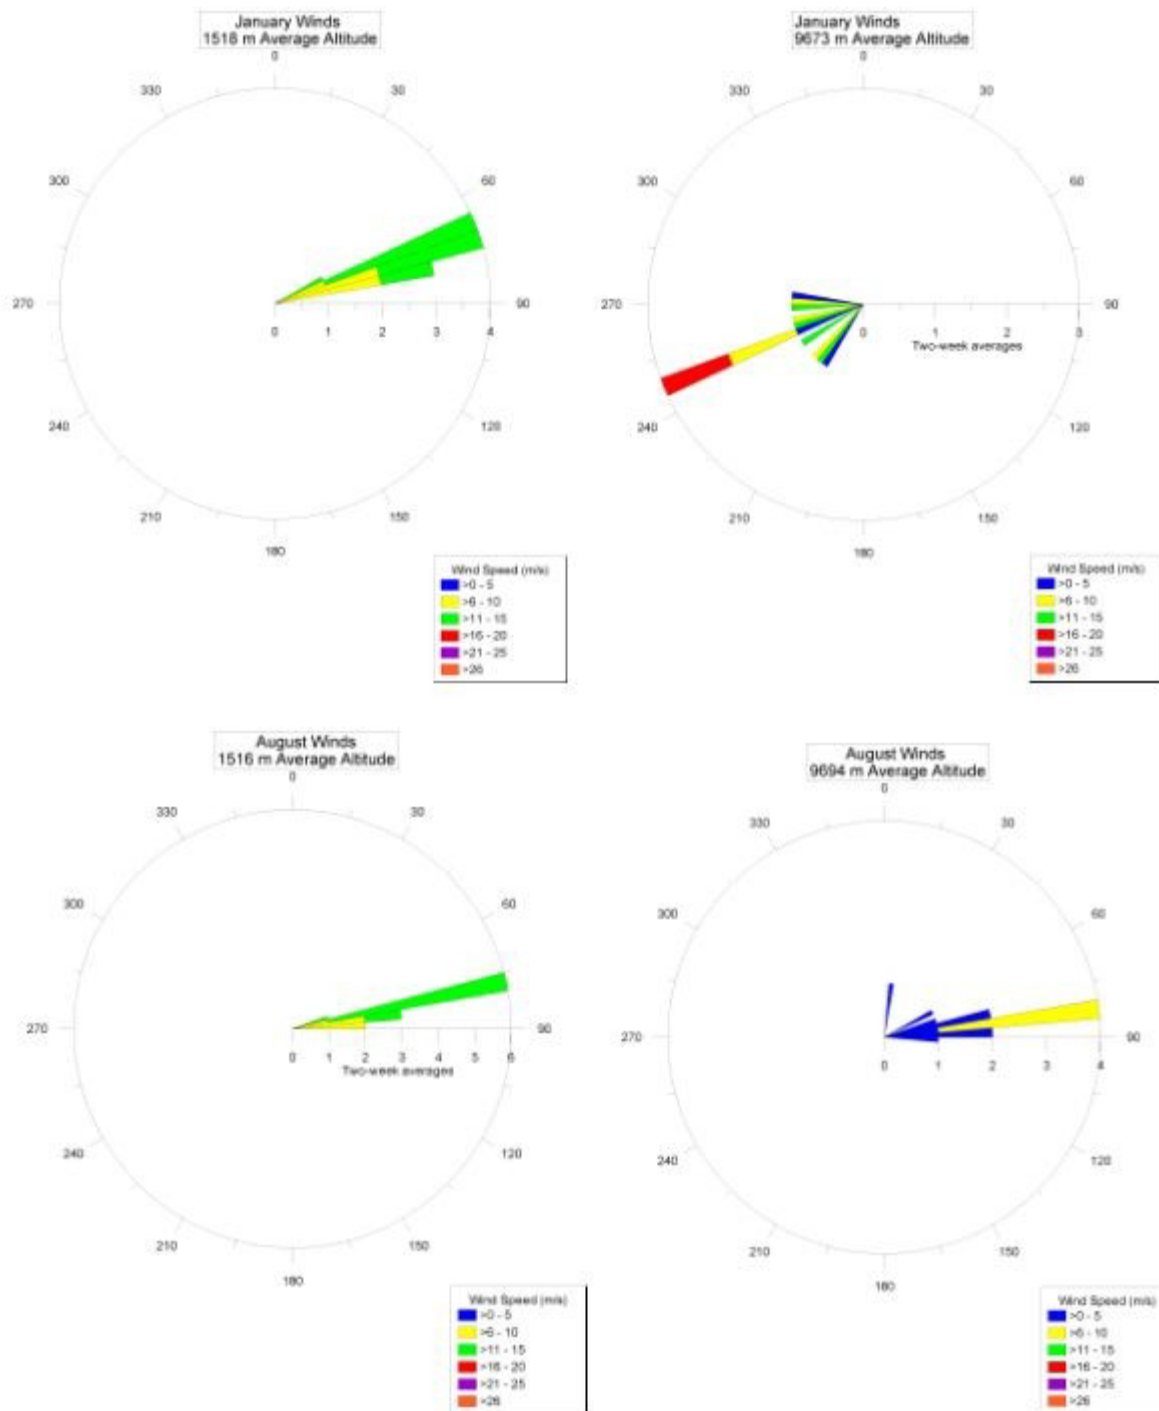 January Winds
1518 m Average Altitude
0
30
60
90
120
150
180
210
240
270
300
330
0 1 2 3 4
Wind Speed (m/s)
>0 - 5
>6 - 10
>11 - 15
>16 - 20
>21 - 25
>26
January Winds
9673 m Average Altitude
0
30
60
90
120
150
180
210
240
270
300
330
0 1 2 3
Two-week averages
Wind Speed (m/s)
>0 - 5
>6 - 10
>11 - 15
>16 - 20
>21 - 25
>26
August Winds
1516 m Average Altitude
0
30
60
90
120
150
180
210
240
270
300
330
0 1 2 3 4 5 6
Two-week averages
Wind Speed (m/s)
>0 - 5
>6 - 10
>11 - 15
>16 - 20
>21 - 25
>26
August Winds
9694 m Average Altitude
0
30
60
90
120
150
180
210
240
270
300
330
0 1 2 3 4
Wind Speed (m/s)
>0 - 5
>6 - 10
>11 - 15
>16 - 20
>21 - 25
>26